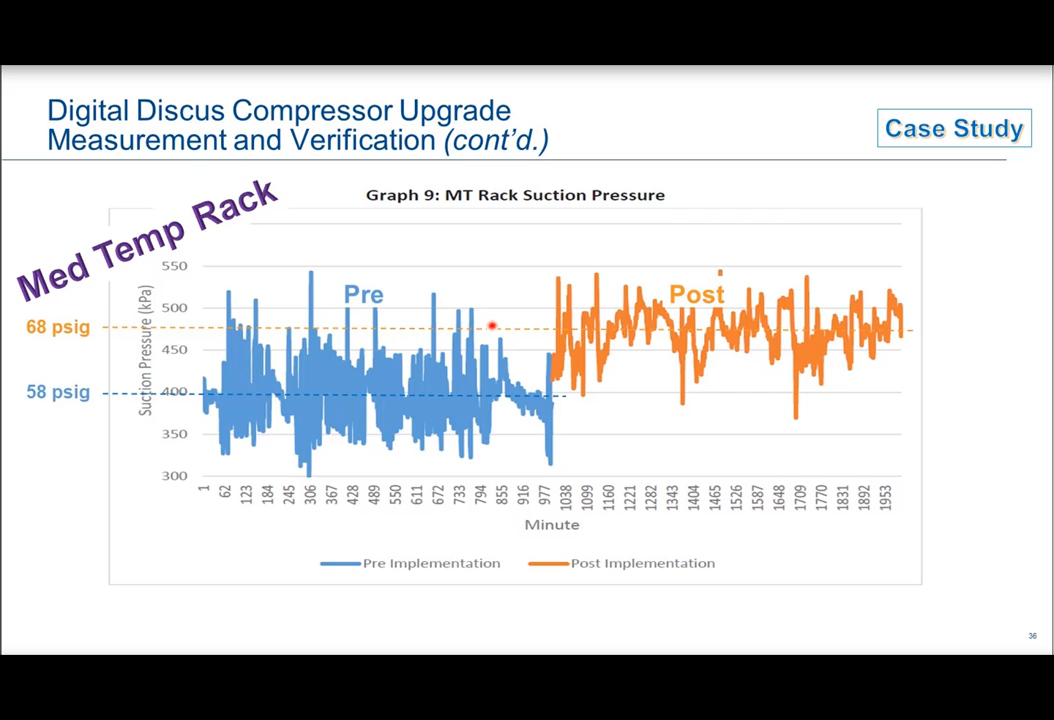 Digital Discus Compressor Upgrade
Measurement and Verification (cont’d.)
Case Study
Med Temp Rack
Graph 9: MT Rack Suction Pressure
Suction Pressure (kPa)
550
500
450
400
350
300
68 psig
58 psig
Pre
Post
1 62 123 184 245 306 367 428 489 550 611 672 733 794 855 916 977 1038 1099 1160 1221 1282 1343 1404 1465 1526 1587 1648 1709 1770 1831 1892 1953
Minute
Pre Implementation Post Implementation
36